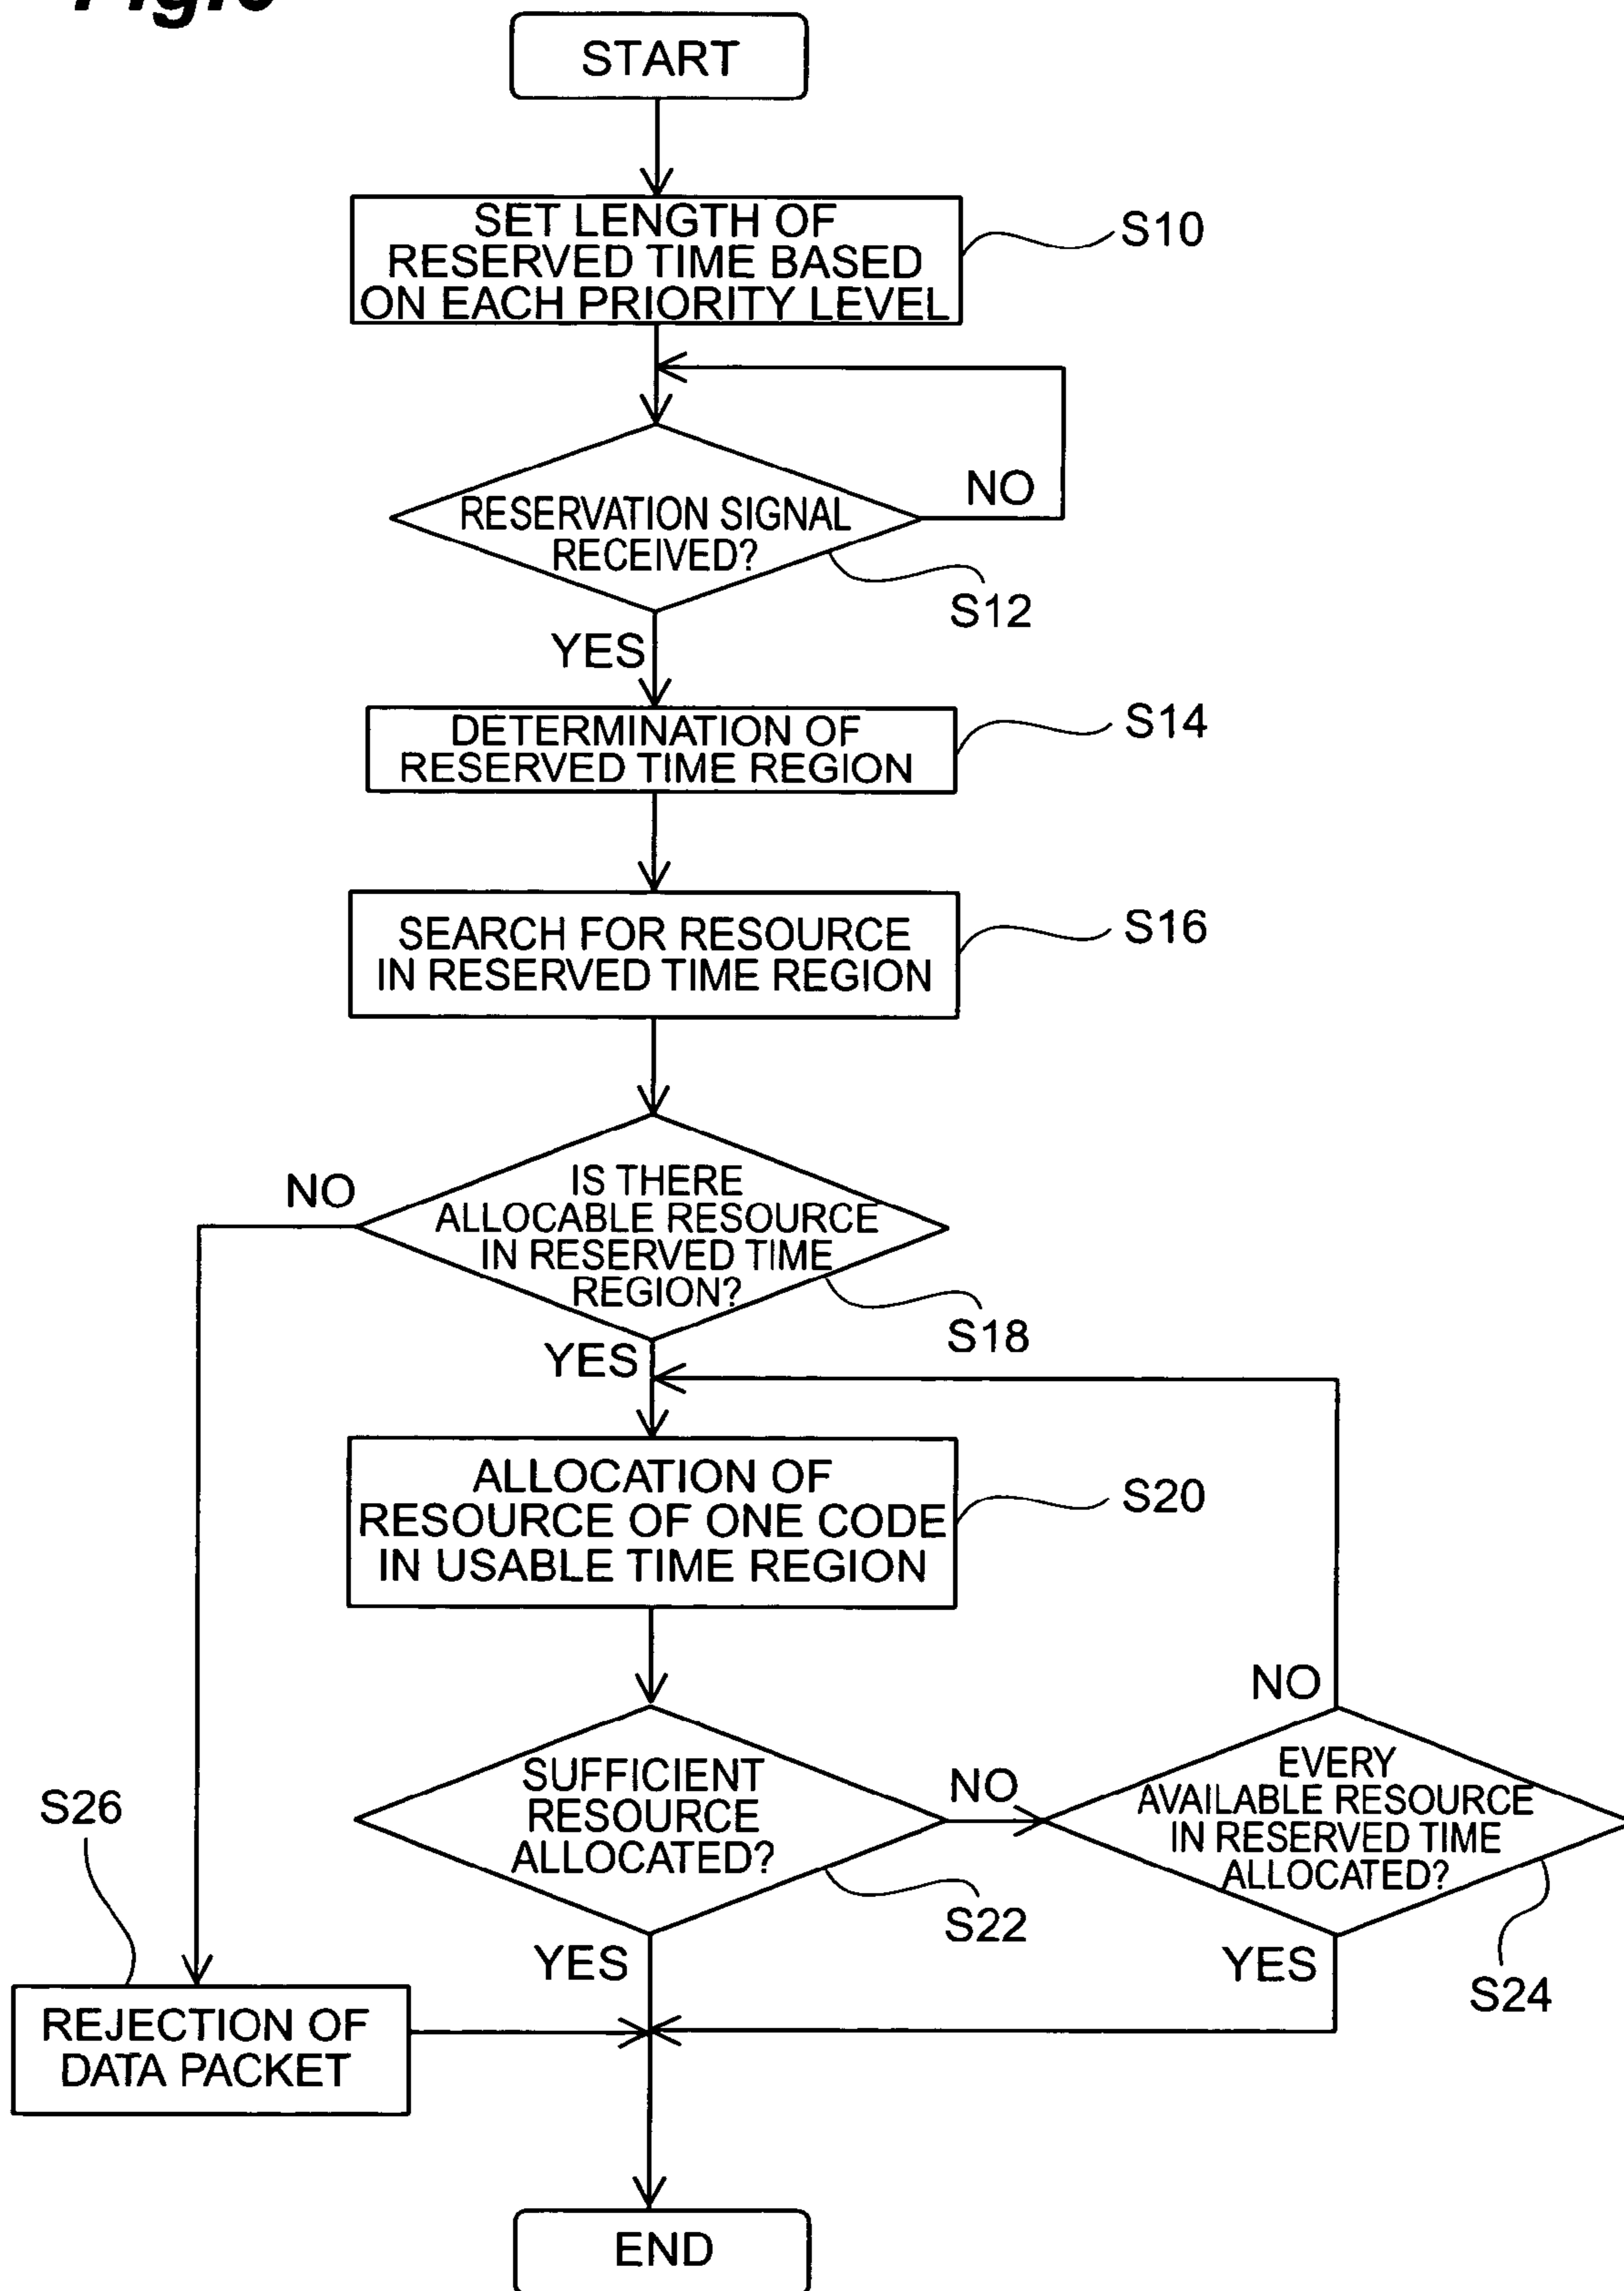 START
SET LENGTH OF
RESERVED TIME BASED
ON EACH PRIORITY LEVEL
S10
RESERVATION SIGNAL
RECEIVED?
NO
S12
YES
DETERMINATION OF
RESERVED TIME REGION
S14
SEARCH FOR RESOURCE
IN RESERVED TIME REGION
S16
NO
IS THERE
ALLOCABLE RESOURCE
IN RESERVED TIME
REGION?
S18
YES
ALLOCATION OF
RESOURCE OF ONE CODE
IN USABLE TIME REGION
S20
SUFFICIENT
RESOURCE
ALLOCATED?
NO
S22
NO
EVERY
AVAILABLE RESOURCE
IN RESERVED TIME
ALLOCATED?
S24
YES
YES
S26
REJECTION OF
DATA PACKET
END